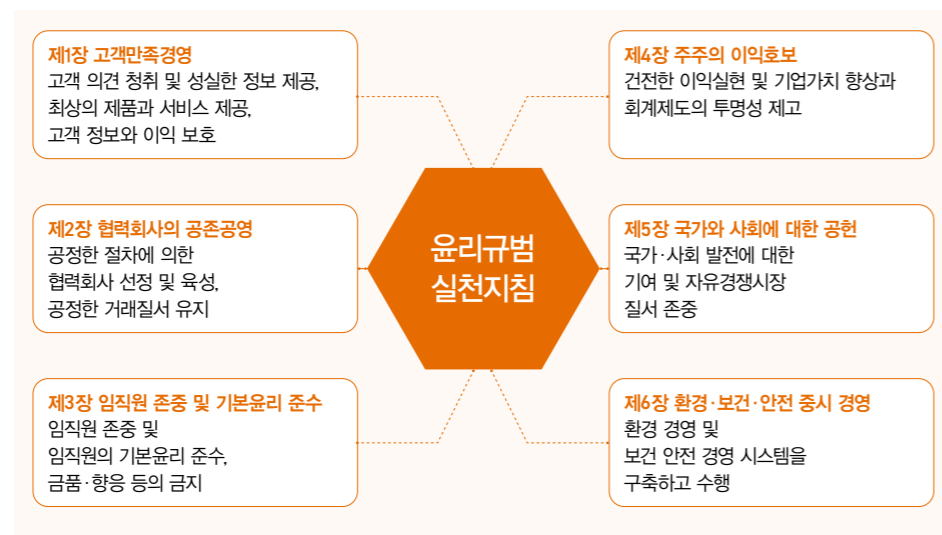 제1장 고객만족경영
고객 의견 청취 및 성실한 정보 제공,
최상의 제품과 서비스 제공,
고객 정보와 이익 보호
제2장 협력회사의 공존공영
공정한 절차에 의한
협력회사 선정 및 육성,
공정한 거래질서 유지
제3장 임직원 존중 및 기본윤리 준수
임직원 존중 및
임직원의 기본윤리 준수,
금품·향응 등의 금지
윤리규범
실천지침
제4장 주주의 이익호보
건전한 이익실현 및 기업가치 향상과
회계제도의 투명성 제고
제5장 국가와 사회에 대한 공헌
국가·사회 발전에 대한
기여 및 자유경쟁시장
질서 존중
제6장 환경·보건·안전 중시 경영
환경 경영 및
보건 안전 경영 시스템을
구축하고 수행